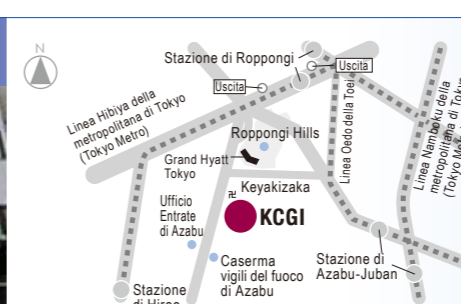 N
Stazione di Roppongi
Uscita
Uscita
Linea Hibiya della
metropolitana di Tokyo
(Tokyo Metro)
Roppongi Hills
Linea Oedo della Toei
Linea Namboku della
metropolitana di Tokyo
(Tokyo
Grand Hyatt
Tokyo
卍
Keyakizaka
Ufficio
Entrate
di Azabu
KCGI
Caserma
vigili del fuoco
di Azabu
Stazione di
Azabu-Juban
Stazione
di Hiroo